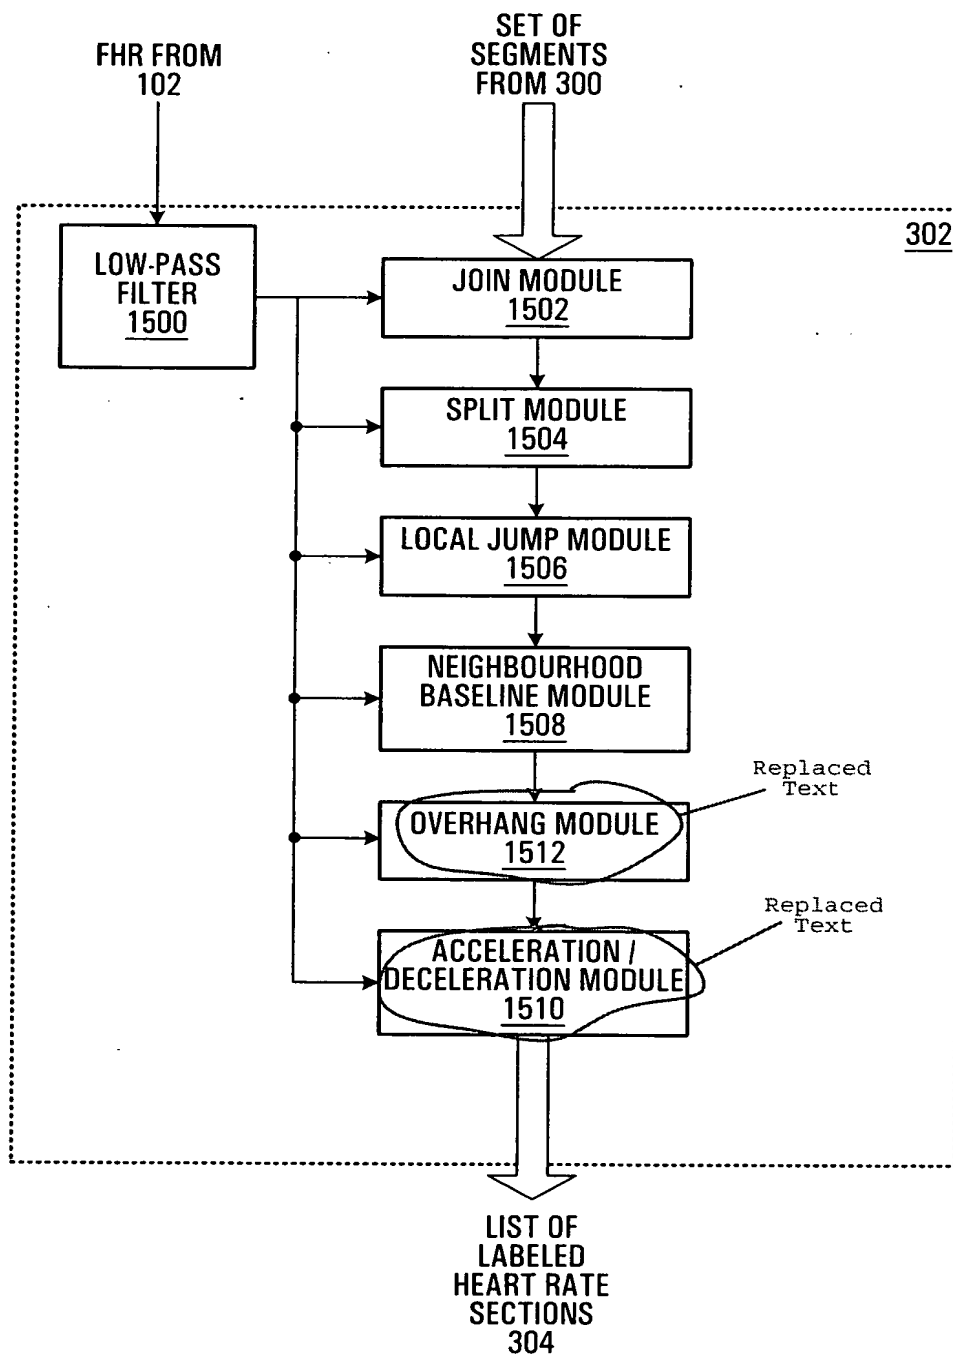 FHR FROM
102
SET OF
SEGMENTS
FROM 300
302
LOW-PASS
FILTER
1500
JOIN MODULE
1502
SPLIT MODULE
1504
LOCAL JUMP MODULE
1506
NEIGHBOURHOOD
BASELINE MODULE
1508
Replaced
Text
OVERHANG MODULE
1512
Replaced
Text
ACCELERATION /
DECELERATION MODULE
1510
LIST OF
LABELED
HEART RATE
SECTIONS
304